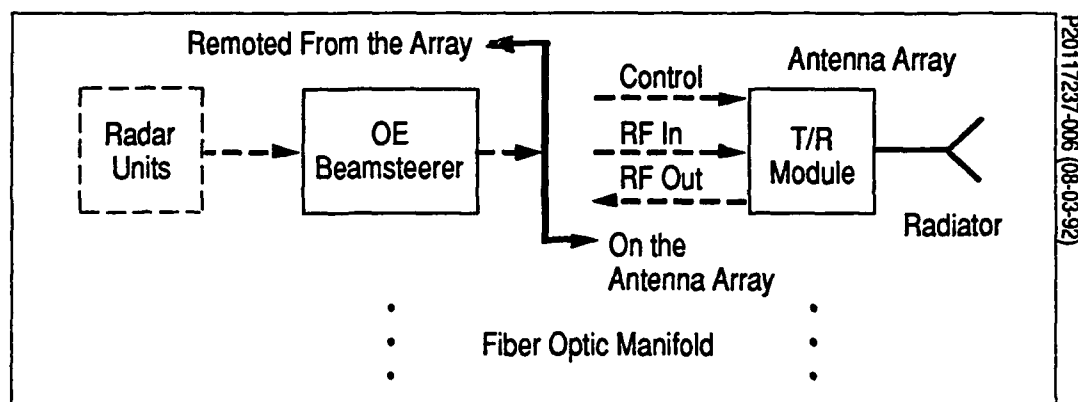 Remoted From the Array
Antenna Array
Control
Radar
Units
OE
Beamsteerer
RF In
RF Out
T/R
Module
Radiator
On the
Antenna Array
Fiber Optic Manifold
P20117237-006 (08-03-92)